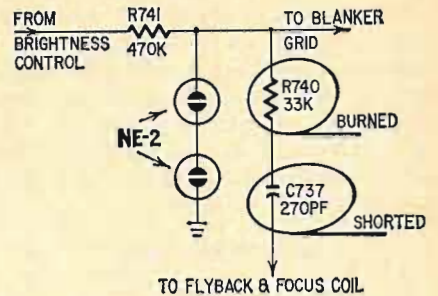 FROM
BRIGHTNESS
CONTROL
R741
470K
TO BLANKER
GRID
NE-2
R740
33K
BURNED
C737
270PF
SHORTED
TO FLYBACK & FOCUS COIL